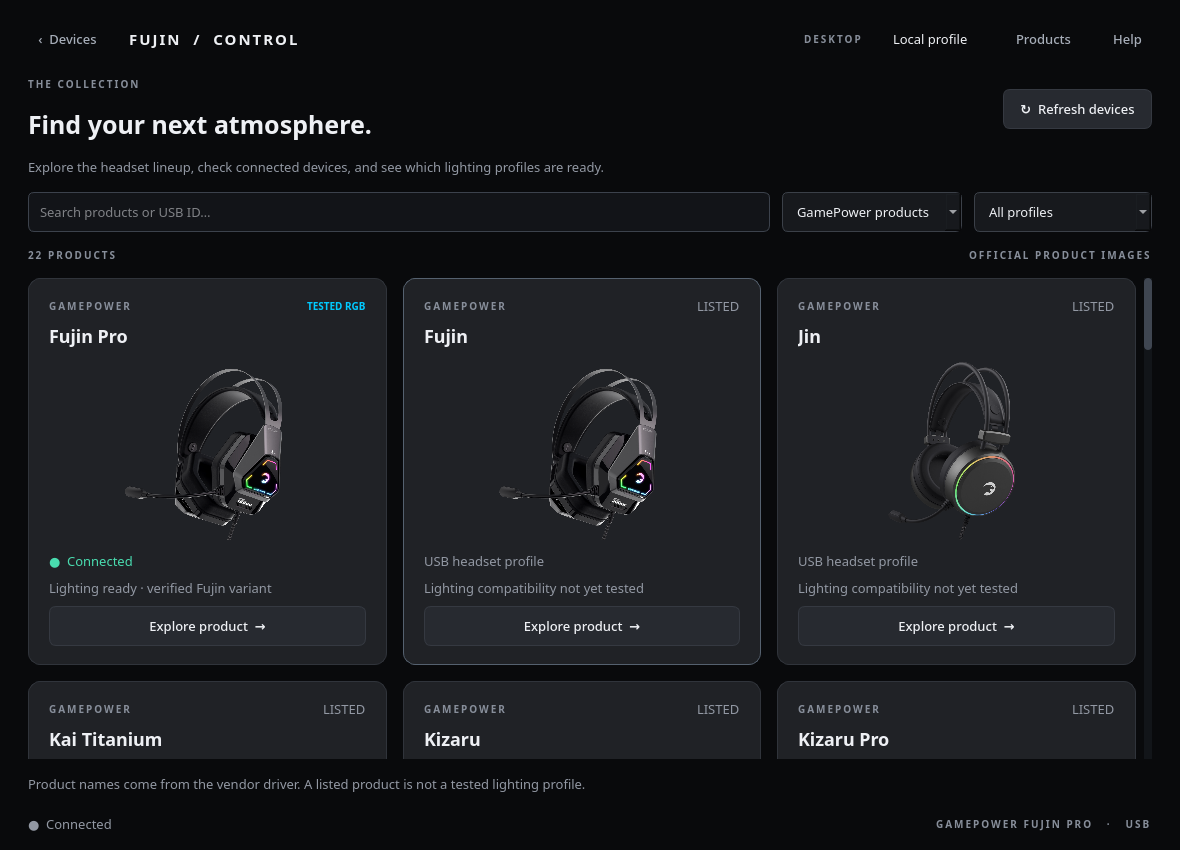 ‹ Devices FUJIN / CONTROL DESKTOP Local profile Products Help
THE COLLECTION
Find your next atmosphere.
↻ Refresh devices
Explore the headset lineup, check connected devices, and see which lighting profiles are ready.
Search products or USB ID... GamePower products All profiles
22 PRODUCTS OFFICIAL PRODUCT IMAGES
GAMEPOWER TESTED RGB
Fujin Pro
● Connected
Lighting ready · verified Fujin variant
Explore product →
GAMEPOWER LISTED
Fujin
USB headset profile
Lighting compatibility not yet tested
Explore product →
GAMEPOWER LISTED
Jin
USB headset profile
Lighting compatibility not yet tested
Explore product →
GAMEPOWER LISTED
Kai Titanium
GAMEPOWER LISTED
Kizaru
GAMEPOWER LISTED
Kizaru Pro
Product names come from the vendor driver. A listed product is not a tested lighting profile.
● Connected GAMEPOWER FUJIN PRO · USB